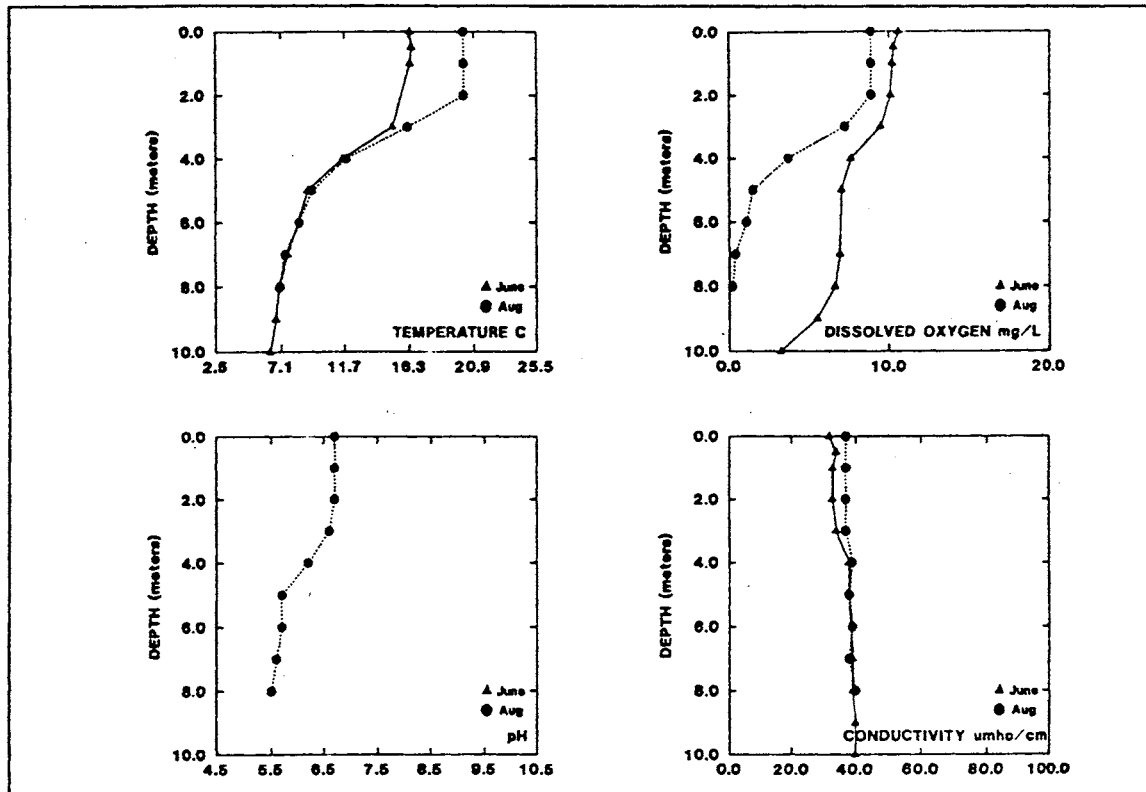 0.0
2.0
4.0
6.0
8.0
10.0
DEPTH (meters)
June
Aug
TEMPERATURE C
2.5 7.1 11.7 16.3 20.9 25.5
0.0
2.0
4.0
6.0
8.0
10.0
DEPTH (meters)
June
Aug
DISSOLVED OXYGEN mg/L
0.0 10.0 20.0
0.0
2.0
4.0
6.0
8.0
10.0
DEPTH (meters)
June
Aug
pH
4.5 5.5 6.5 7.5 8.5 9.5 10.5
0.0
2.0
4.0
6.0
8.0
10.0
DEPTH (meters)
June
Aug
CONDUCTIVITY umho/cm
0.0 20.0 40.0 60.0 80.0 100.0